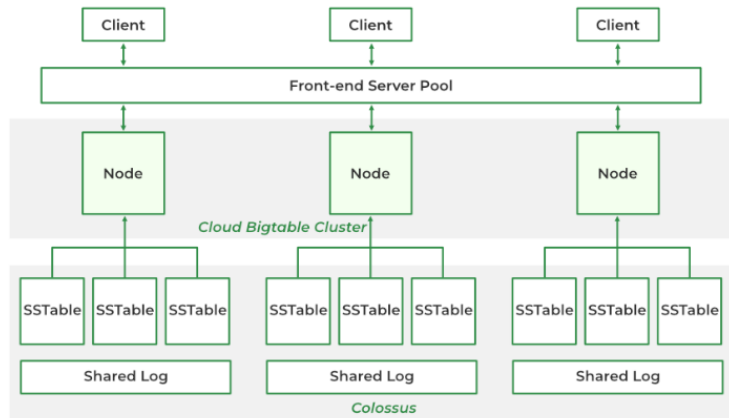 Client
Client
Client
Front-end Server Pool
Node
Node
Node
Cloud Bigtable Cluster
SSTable
SSTable
SSTable
SSTable
SSTable
SSTable
SSTable
SSTable
SSTable
Shared Log
Shared Log
Shared Log
Colossus